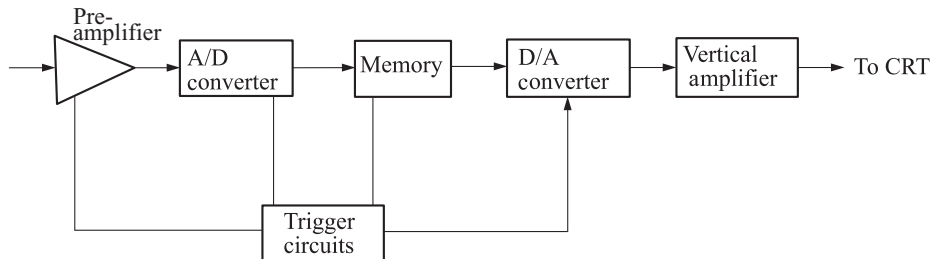 Pre-
amplifier
A/D
converter
Memory
D/A
converter
Vertical
amplifier
To CRT
Trigger
circuits